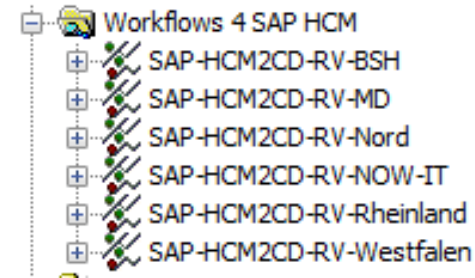 Workflows 4 SAP HCM
SAP-HCM2CD-RV-BSH
SAP-HCM2CD-RV-MD
SAP-HCM2CD-RV-Nord
SAP-HCM2CD-RV-NOW-IT
SAP-HCM2CD-RV-Rheinland
SAP-HCM2CD-RV-Westfalen